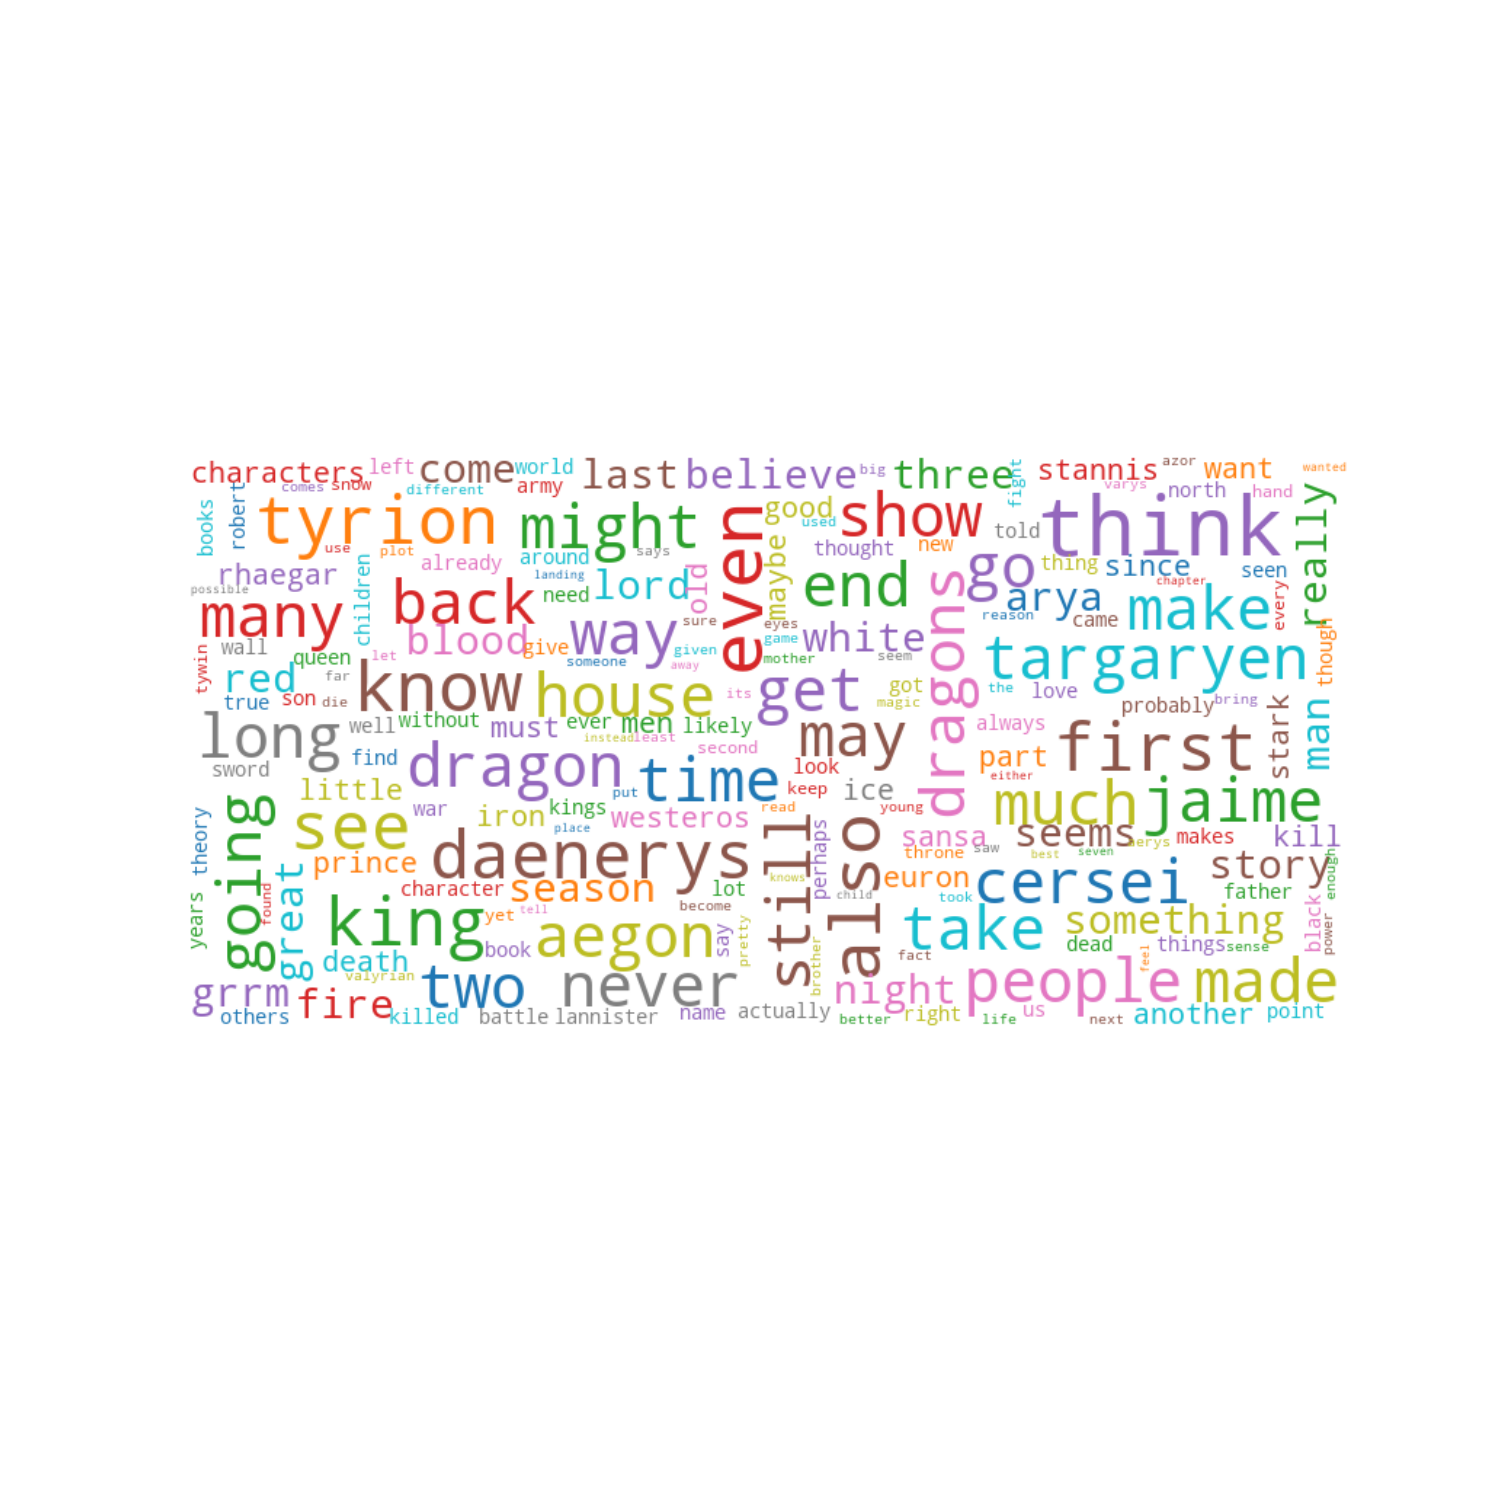 characters left come world last believe big three fight stannis azor want wanted
comes snow different army varys north hand
books robert tyrion might even good used show told think really
use plot already around says maybe thought new go thing since seen
possible rhaegar children landing need lord old end dragons reason arya chapter make every
many back blood give way sure eyes game white came though
wall queen let someone given away mother seem targaryen
tywin red far know house its get got magic the love probably bring
true son die
long well without must ever men likely may always first stark man
sword find instead least second look part either
dragon put time keep ice
little war iron kings westeros read young much jaime
theory going see place still perhaps also sansa seems nerys makes kill
prince daenerys throne saw best seven story enough
great found character season lot knows child euron took cersei father
years king yet tell become take something black power
book aegon say pretty fact dead things sense
death valyrian brother feel
grrm fire two never night people made
others killed battle lannister name actually better right life us next another point